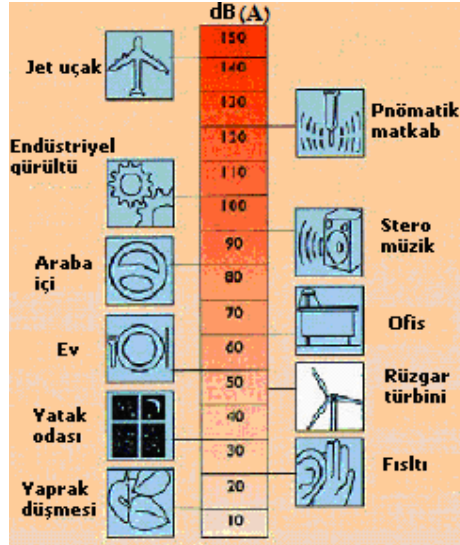 dB (A)
150
140
130
120
110
100
90
80
70
60
50
40
30
20
10
Jet uçak
Endüstriyel
gürültü
Araba
içi
Ev
Yatak
odası
Yaprak
düşmesi
Pnömatik
matkab
Stero
müzik
Ofis
Rüzgar
türbini
Fısltı